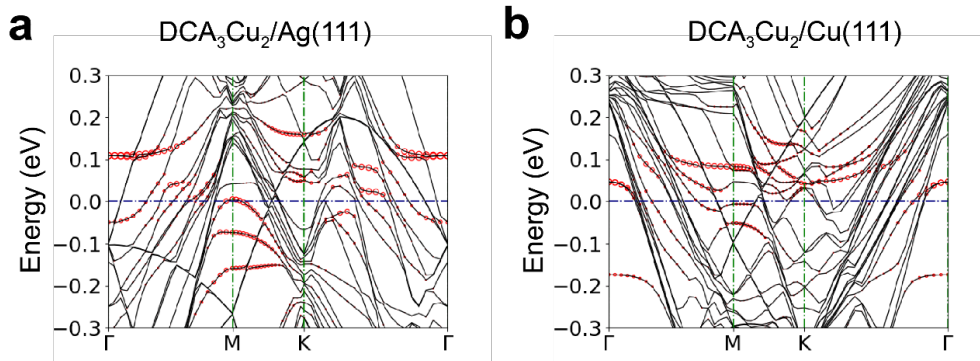 a
DCA₃Cu₂/Ag(111)
Energy (eV)
0.3
0.2
0.1
0.0
−0.1
−0.2
−0.3
Γ M K Γ
b
DCA₃Cu₂/Cu(111)
Energy (eV)
0.3
0.2
0.1
0.0
−0.1
−0.2
−0.3
Γ M K Γ